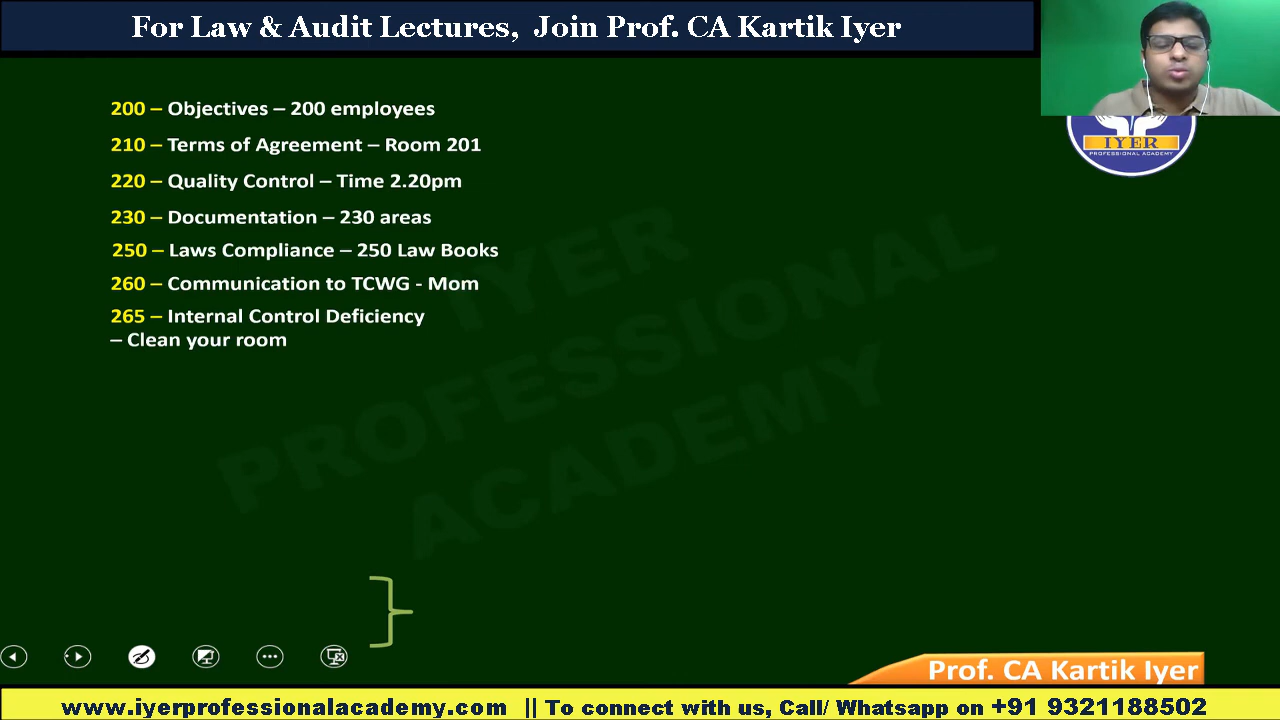 For Law & Audit Lectures, Join Prof. CA Kartik Iyer
IYER
PROFESSIONAL ACADEMY
200 – Objectives – 200 employees
210 – Terms of Agreement – Room 201
220 – Quality Control – Time 2.20pm
230 – Documentation – 230 areas
250 – Laws Compliance – 250 Law Books
260 – Communication to TCWG - Mom
265 – Internal Control Deficiency
– Clean your room
IYER
PROFESSIONAL
ACADEMY
Prof. CA Kartik Iyer
www.iyerprofessionalacademy.com || To connect with us, Call/ Whatsapp on +91 9321188502